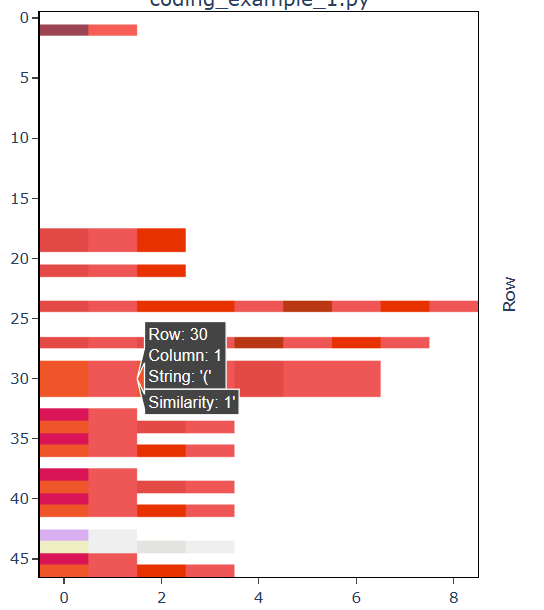 coding_example_1.py
0
5
10
15
20
25
30
35
40
45
Row: 30
Column: 1
String: '('
Similarity: 1'
0 2 4 6 8
Row